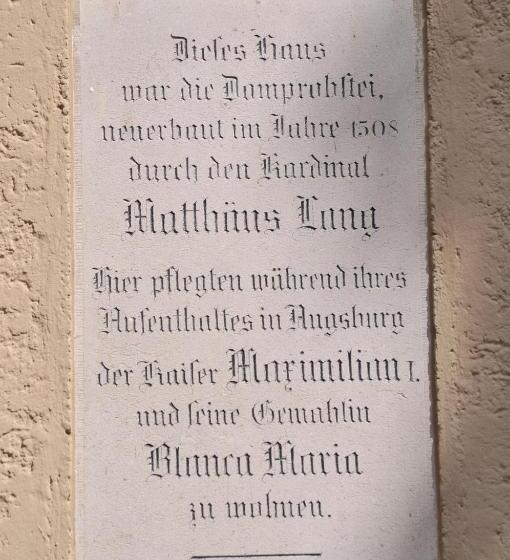 Dieses Haus
war die Domprobstei,
neuerbaut im Jahre 1508
durch den Kardinal
Matthäus Lang
Hier pflegten während ihres
Aufenthaltes in Augsburg
der Kaiser Maximilian I.
und seine Gemahlin
Blanca Maria
zu wohnen.